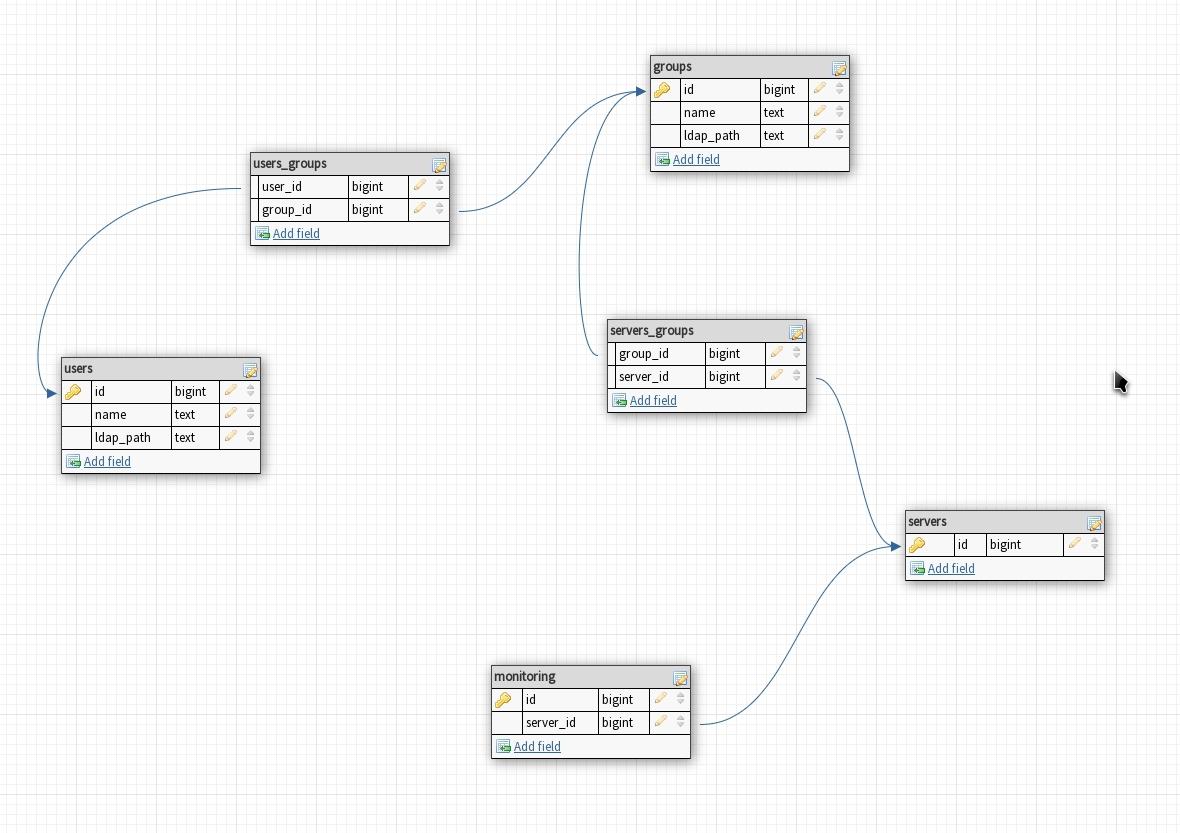 groups
id bigint
name text
ldap_path text
Add field
users_groups
user_id bigint
group_id bigint
Add field
servers_groups
group_id bigint
server_id bigint
Add field
users
id bigint
name text
ldap_path text
Add field
servers
id bigint
Add field
monitoring
id bigint
server_id bigint
Add field